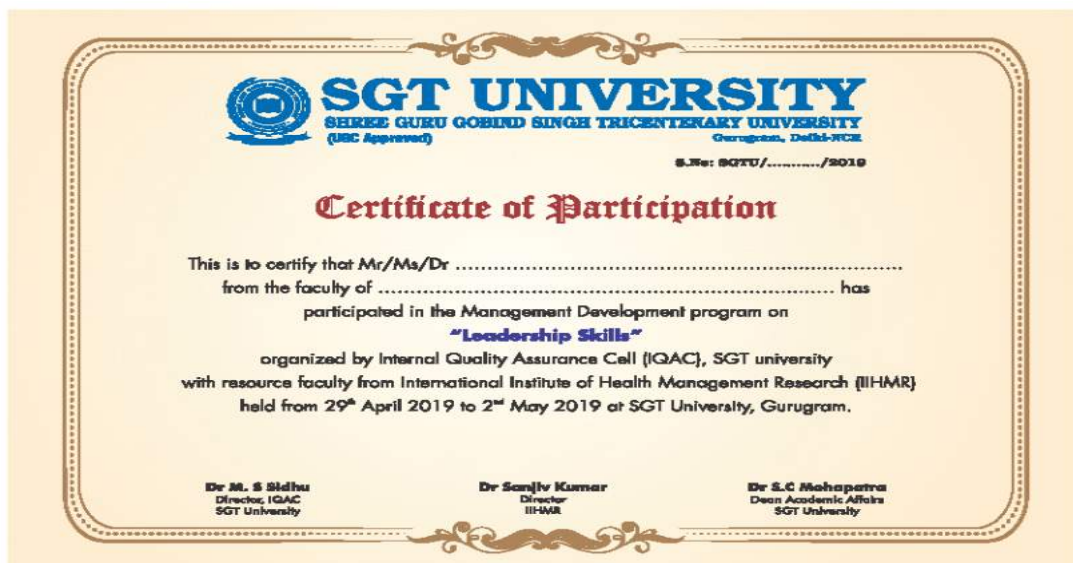 SGT UNIVERSITY
SHREE GURU GOBIND SINGH TRICENTENARY UNIVERSITY
(UGC Approved) Gurugram, Delhi-NCR
S.No: SGTU/............/2019
Certificate of Participation
This is to certify that Mr/Ms/Dr ........................................................................
from the faculty of ........................................................................ has
participated in the Management Development program on
"Leadership Skills"
organized by Internal Quality Assurance Cell (IQAC), SGT university
with resource faculty from International Institute of Health Management Research (IIHMR)
held from 29th April 2019 to 2nd May 2019 at SGT University, Gurugram.
Dr M. S Sidhu Dr Sanjiv Kumar Dr S.C Mohapatra
Director, IQAC Director Dean Academic Affairs
SGT University IIHMR SGT University